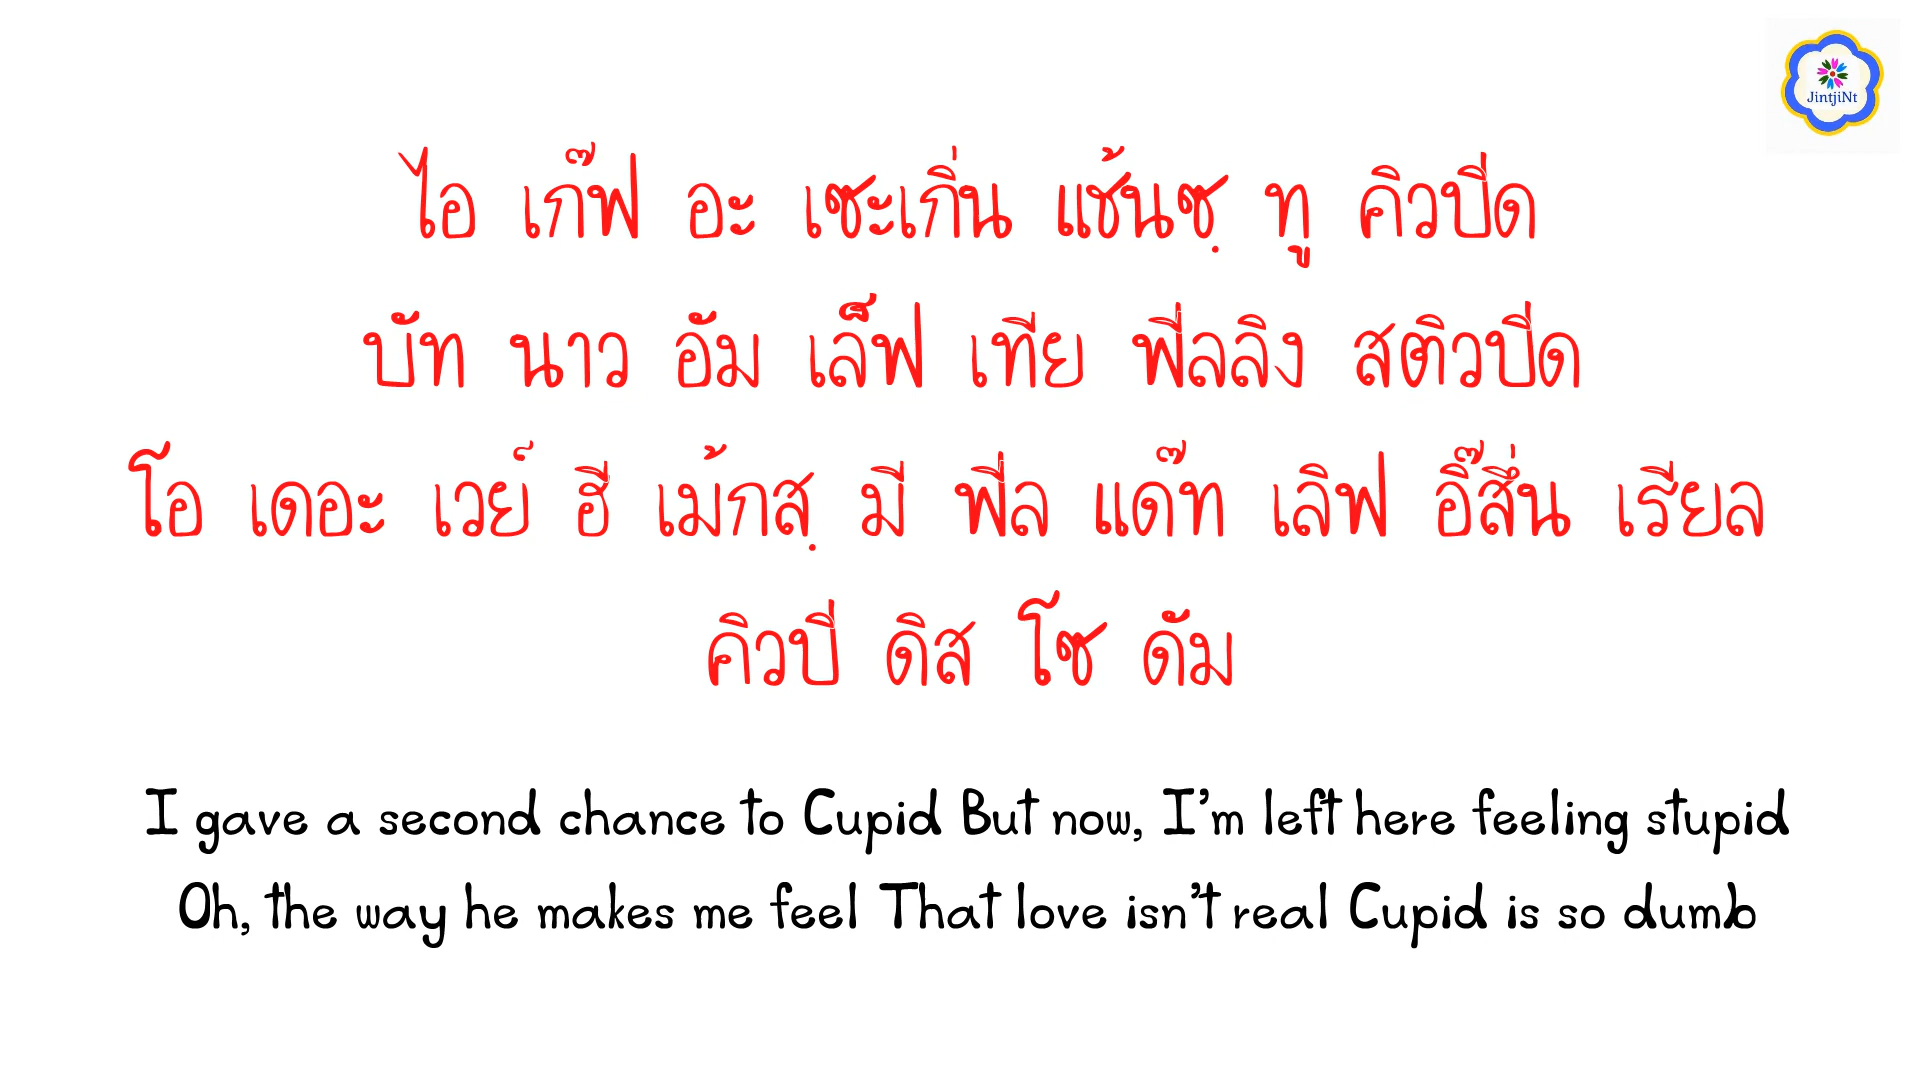 JintjiNt
ไอ เก๊ฟ อะ เซะเกิ่น แช้นซฺ ทู คิวปิ่ด
บัท นาว อัม เล็ฟ เทีย ฟีลลิง สติวปิ่ด
โอ เดอะ เวย์ ฮี เม้กสฺ มี ฟีล แด๊ท เลิฟ อิ๊สึ่น เรียล
คิวปี่ ดิส โซ ดัม
I gave a second chance to Cupid But now, I'm left here feeling stupid
Oh, the way he makes me feel That love isn't real Cupid is so dumb